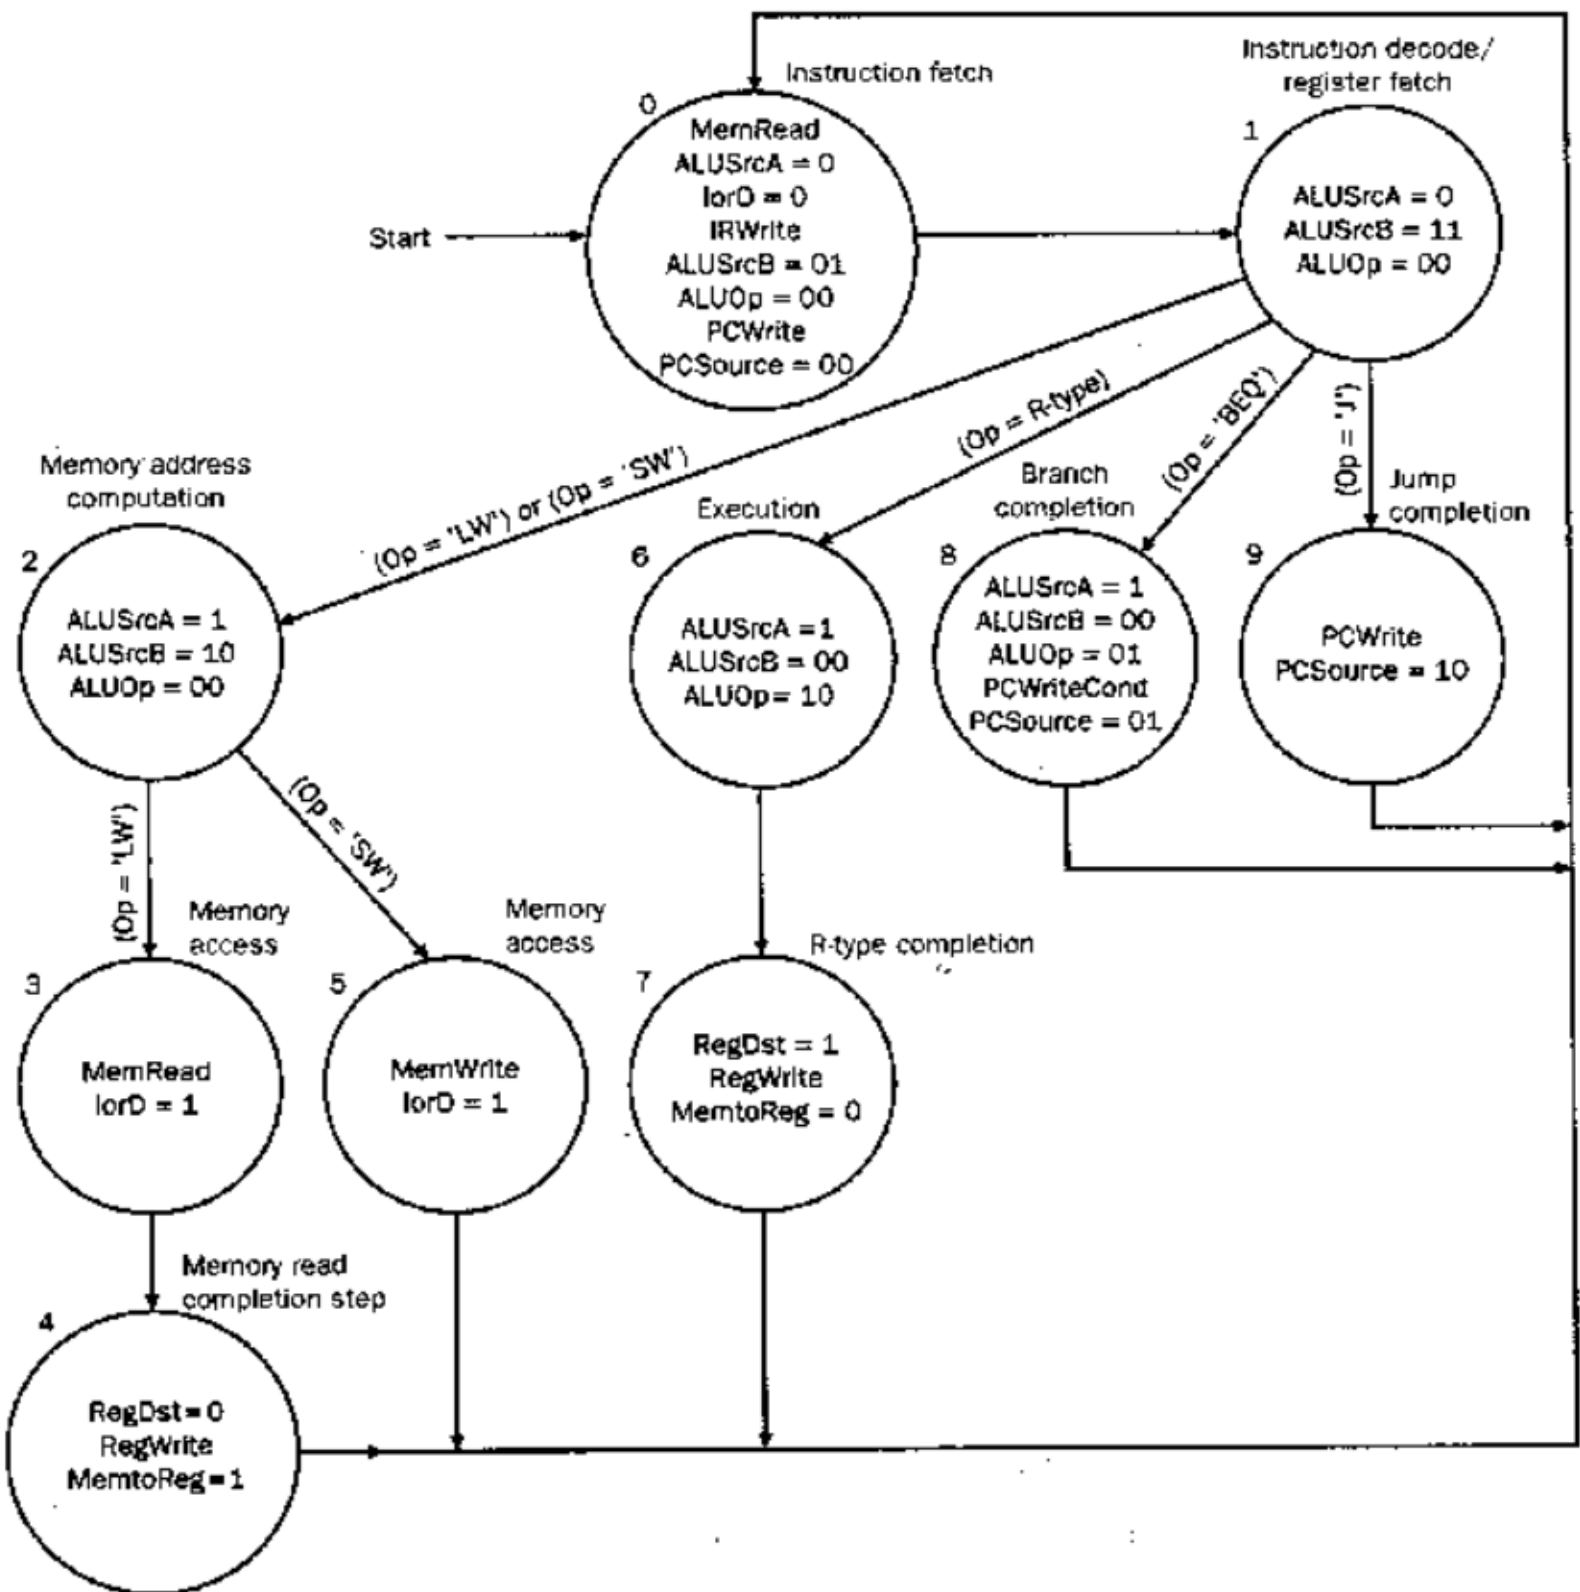 Instruction fetch
0
MemRead
ALUSrcA = 0
IorD = 0
IRWrite
ALUSrcB = 01
ALUOp = 00
PCWrite
PCSource = 00
Start
Instruction decode/
register fetch
1
ALUSrcA = 0
ALUSrcB = 11
ALUOp = 00
(Op = 'LW') or (Op = 'SW')
(Op = R-type)
(Op = 'BEQ')
(Op = 'J')
Memory address
computation
2
ALUSrcA = 1
ALUSrcB = 10
ALUOp = 00
Execution
6
ALUSrcA =1
ALUSrcB = 00
ALUOp= 10
Branch
completion
8
ALUSrcA = 1
ALUSrcB = 00
ALUOp = 01
PCWriteCond
PCSource = 01
Jump
completion
9
PCWrite
PCSource = 10
(Op = 'LW')
(Op = 'SW')
Memory
access
3
MemRead
IorD = 1
Memory
access
5
MemWrite
IorD = 1
R-type completion
7
RegDst = 1
RegWrite
MemtoReg = 0
Memory read
completion step
4
RegDst=0
RegWrite
MemtoReg=1